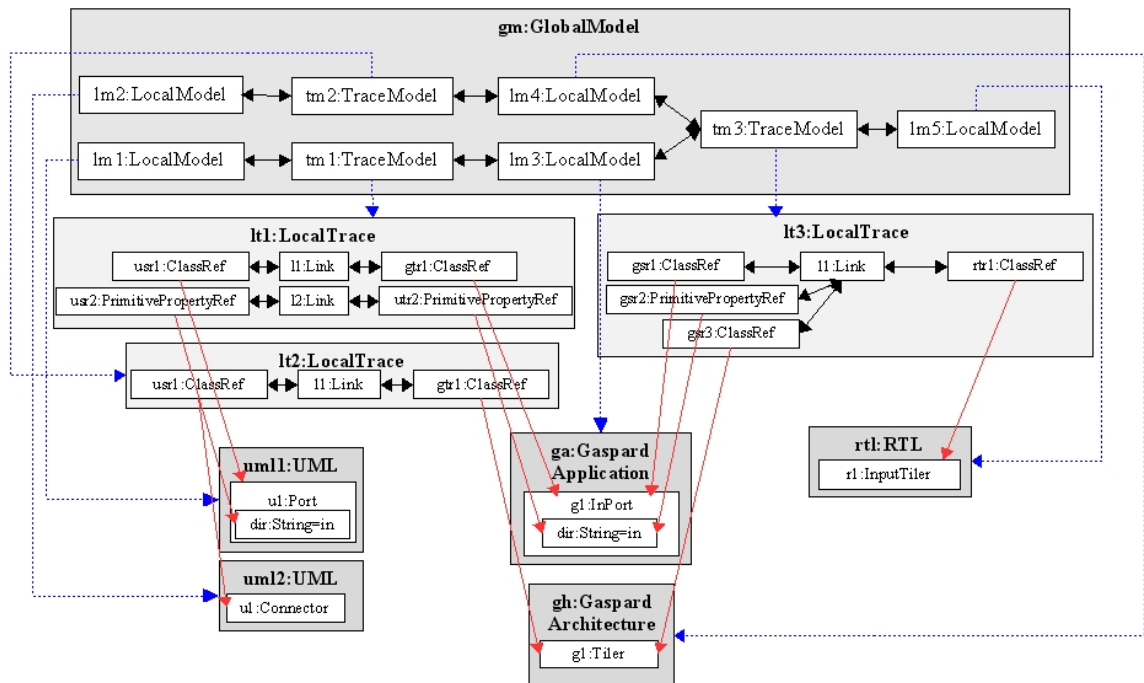 gm:GlobalModel
lm2:LocalModel
tm2:TraceModel
lm4:LocalModel
tm3:TraceModel
lm5:LocalModel
lm1:LocalModel
tm1:TraceModel
lm3:LocalModel
lt1:LocalTrace
usr1:ClassRef
l1:Link
gtr1:ClassRef
usr2:PrimitivePropertyRef
l2:Link
utr2:PrimitivePropertyRef
lt3:LocalTrace
gsr1:ClassRef
l1:Link
rtr1:ClassRef
gsr2:PrimitivePropertyRef
gsr3:ClassRef
lt2:LocalTrace
usr1:ClassRef
l1:Link
gtr1:ClassRef
uml1:UML
u1:Port
dir:String=in
ga:Gaspard
Application
g1:InPort
dir:String=in
rtl:RTL
r1:InputTiler
uml2:UML
u1:Connector
gh:Gaspard
Architecture
g1:Tiler